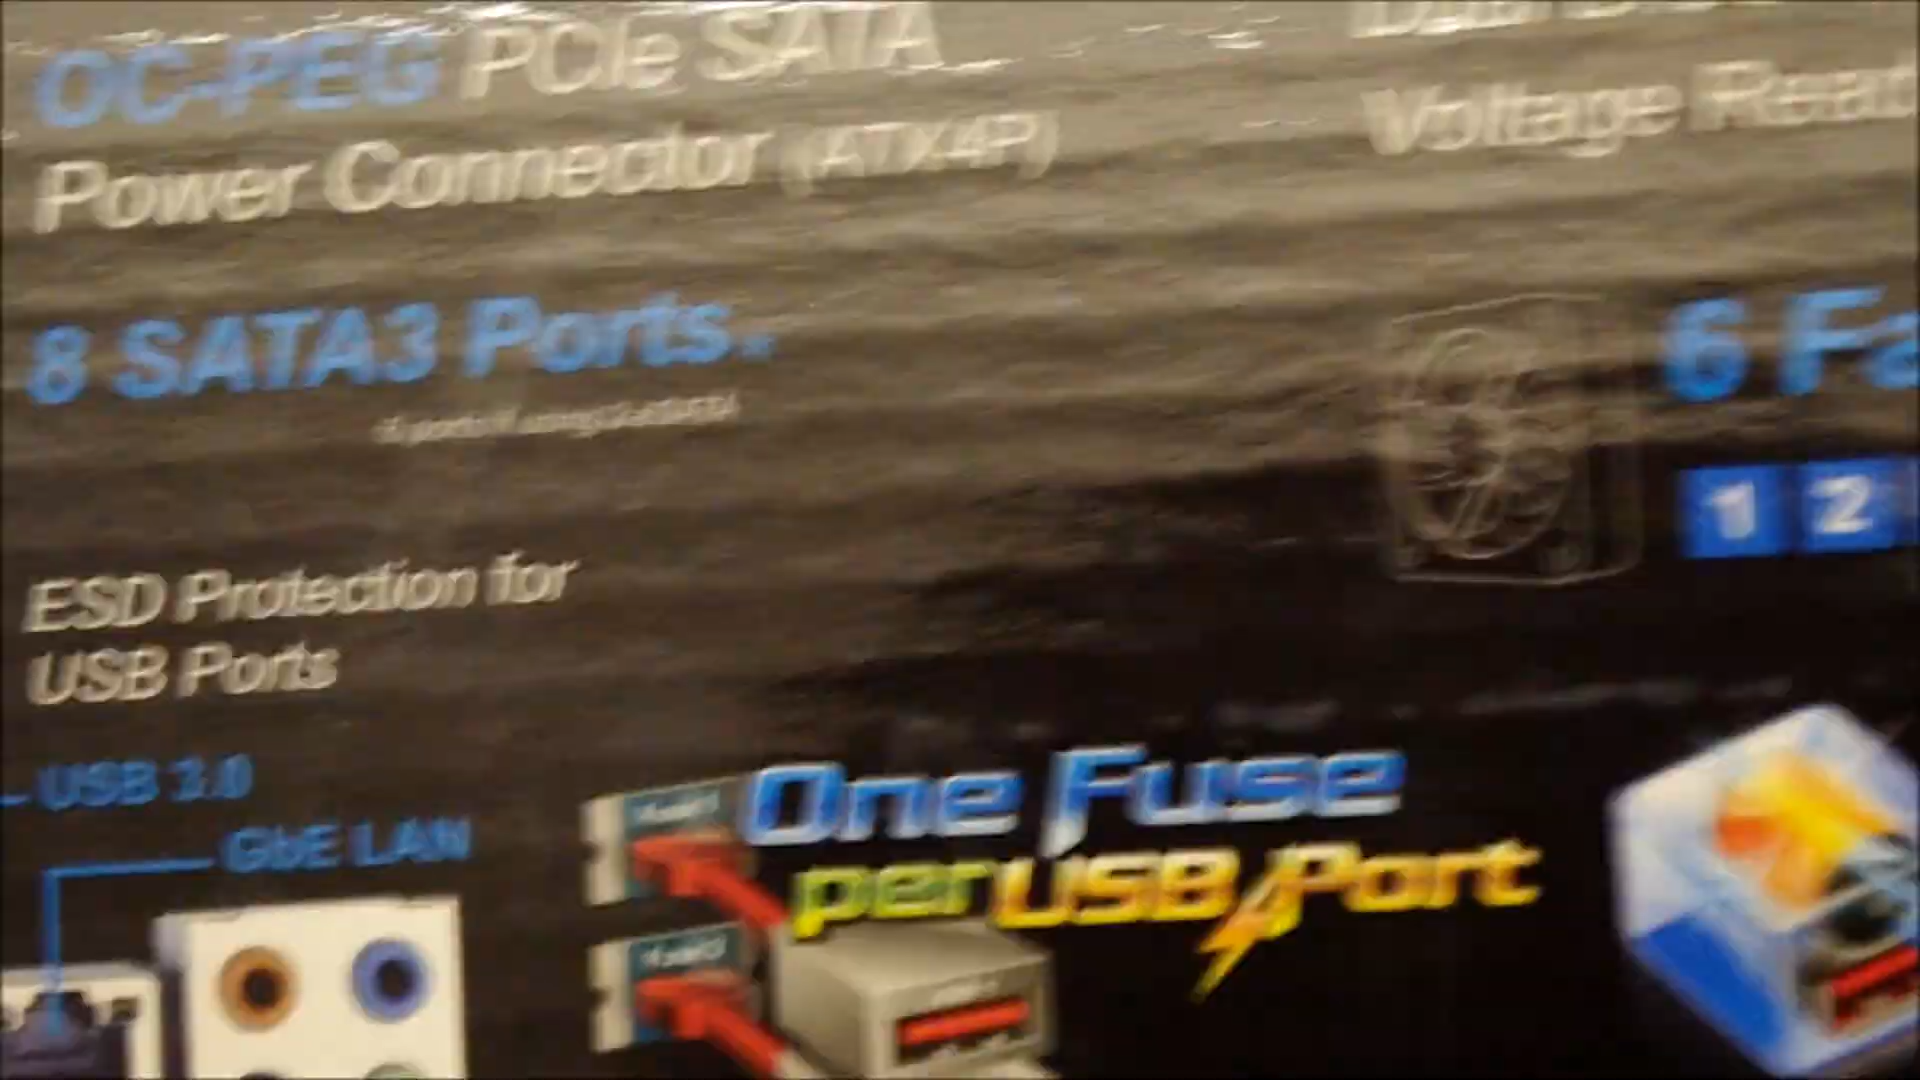 OC-PEG PCIe SATA
Power Connector (ATX4P)
Voltage Read
8 SATA3 Ports
6 Fa
1 2
ESD Protection for
USB Ports
USB 3.0
GbE LAN
One Fuse
per USB Port